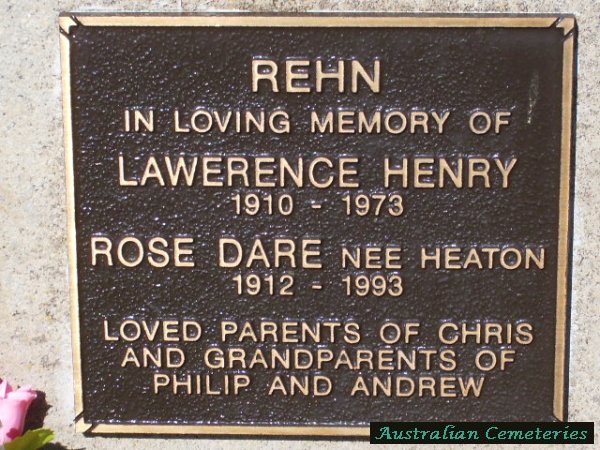 REHN
IN LOVING MEMORY OF
LAWERENCE HENRY
1910 - 1973
ROSE DARE NEE HEATON
1912 - 1993
LOVED PARENTS OF CHRIS
AND GRANDPARENTS OF
PHILIP AND ANDREW
Australian Cemeteries